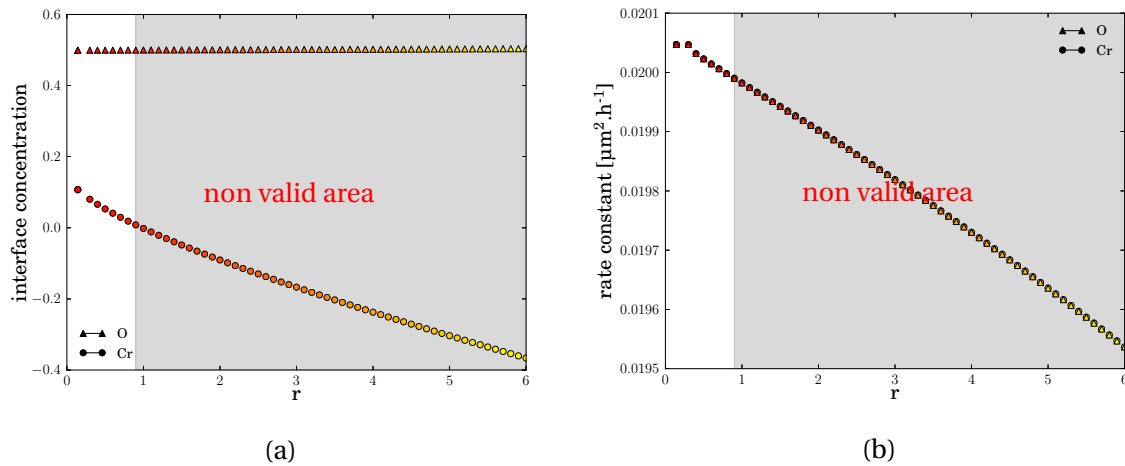 interface concentration
0.6
0.4
0.2
0.0
−0.2
−0.4
non valid area
O
Cr
0 1 2 3 4 5 6
r
(a)
rate constant [µm².h⁻¹]
0.0201
0.0200
0.0199
0.0198
0.0197
0.0196
0.0195
O
Cr
non valid area
0 1 2 3 4 5 6
r
(b)